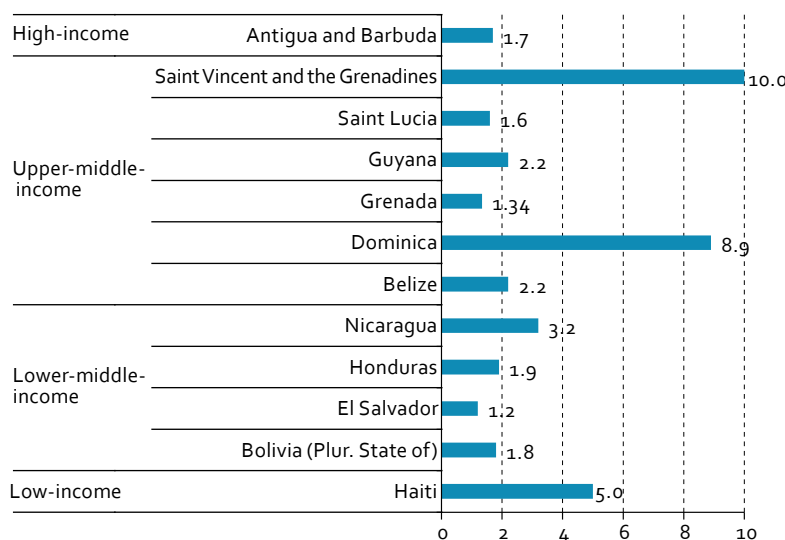 High-income
Antigua and Barbuda 1.7
Saint Vincent and the Grenadines 10.0
Saint Lucia 1.6
Upper-middle-
income
Guyana 2.2
Grenada 1.34
Dominica 8.9
Belize 2.2
Nicaragua 3.2
Lower-middle-
income
Honduras 1.9
El Salvador 1.2
Bolivia (Plur. State of) 1.8
Low-income
Haiti 5.0
0 2 4 6 8 10